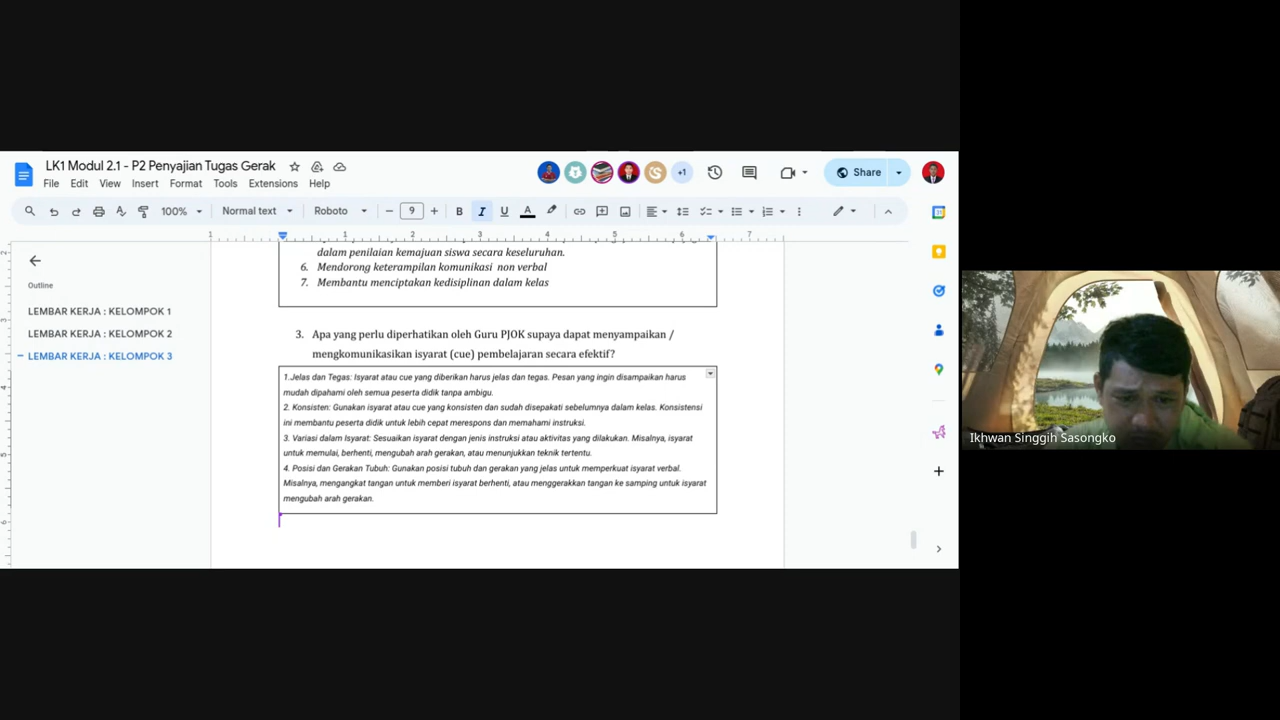 LK1 Modul 2.1 - P2 Penyajian Tugas Gerak
File Edit View Insert Format Tools Extensions Help
+1
Share
100% Normal text Roboto 9 B I U A
1 1 2 3 4 5 6 7
Outline
LEMBAR KERJA : KELOMPOK 1
LEMBAR KERJA : KELOMPOK 2
LEMBAR KERJA : KELOMPOK 3
dalam penilaian kemajuan siswa secara keseluruhan.
6. Mendorong keterampilan komunikasi non verbal
7. Membantu menciptakan kedisiplinan dalam kelas
3. Apa yang perlu diperhatikan oleh Guru PJOK supaya dapat menyampaikan /
mengkomunikasikan isyarat (cue) pembelajaran secara efektif?
1.Jelas dan Tegas: Isyarat atau cue yang diberikan harus jelas dan tegas. Pesan yang ingin disampaikan harus
mudah dipahami oleh semua peserta didik tanpa ambigu.
2. Konsisten: Gunakan isyarat atau cue yang konsisten dan sudah disepakati sebelumnya dalam kelas. Konsistensi
ini membantu peserta didik untuk lebih cepat merespons dan memahami instruksi.
3. Variasi dalam Isyarat: Sesuaikan isyarat dengan jenis instruksi atau aktivitas yang dilakukan. Misalnya, isyarat
untuk memulai, berhenti, mengubah arah gerakan, atau menunjukkan teknik tertentu.
4. Posisi dan Gerakan Tubuh: Gunakan posisi tubuh dan gerakan yang jelas untuk memperkuat isyarat verbal.
Misalnya, mengangkat tangan untuk memberi isyarat berhenti, atau menggerakkan tangan ke samping untuk isyarat
mengubah arah gerakan.
Ikhwan Singgih Sasongko